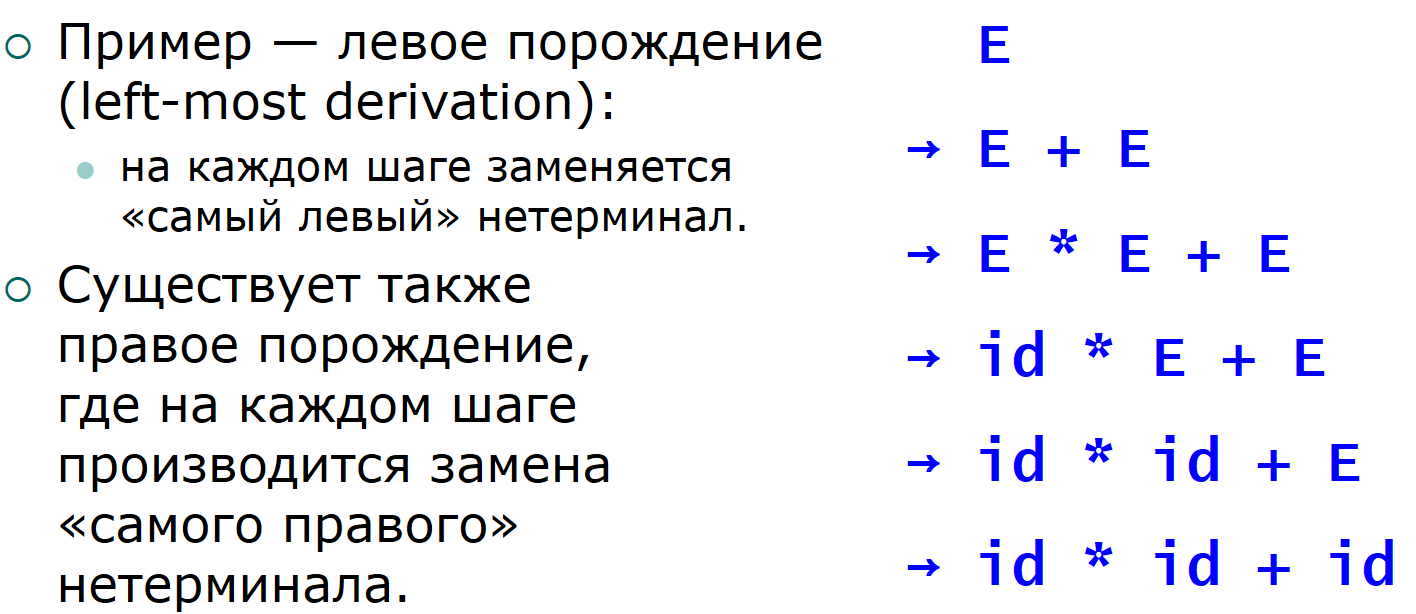 Пример — левое порождение
(left-most derivation):
на каждом шаге заменяется
«самый левый» нетерминал.
Существует также
правое порождение,
где на каждом шаге
производится замена
«самого правого»
нетерминала.
E
→ E + E
→ E * E + E
→ id * E + E
→ id * id + E
→ id * id + id